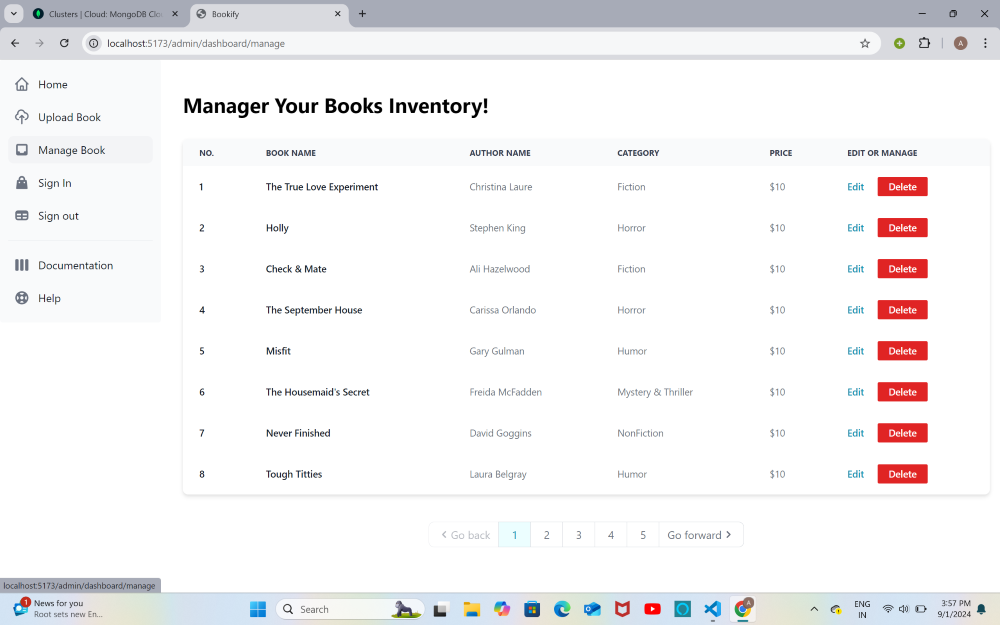 Clusters | Cloud: MongoDB Clo
Bookify
localhost:5173/admin/dashboard/manage
A
Home
Upload Book
Manage Book
Sign In
Sign out
Documentation
Help
Manager Your Books Inventory!
NO. BOOK NAME AUTHOR NAME CATEGORY PRICE EDIT OR MANAGE
1 The True Love Experiment Christina Laure Fiction $10 Edit Delete
2 Holly Stephen King Horror $10 Edit Delete
3 Check & Mate Ali Hazelwood Fiction $10 Edit Delete
4 The September House Carissa Orlando Horror $10 Edit Delete
5 Misfit Gary Gulman Humor $10 Edit Delete
6 The Housemaid's Secret Freida McFadden Mystery & Thriller $10 Edit Delete
7 Never Finished David Goggins NonFiction $10 Edit Delete
8 Tough Titties Laura Belgray Humor $10 Edit Delete
Go back 1 2 3 4 5 Go forward
localhost:5173/admin/dashboard/manage
1
News for you
Root sets new En...
Search
A
ENG
IN
3:57 PM
9/1/2024